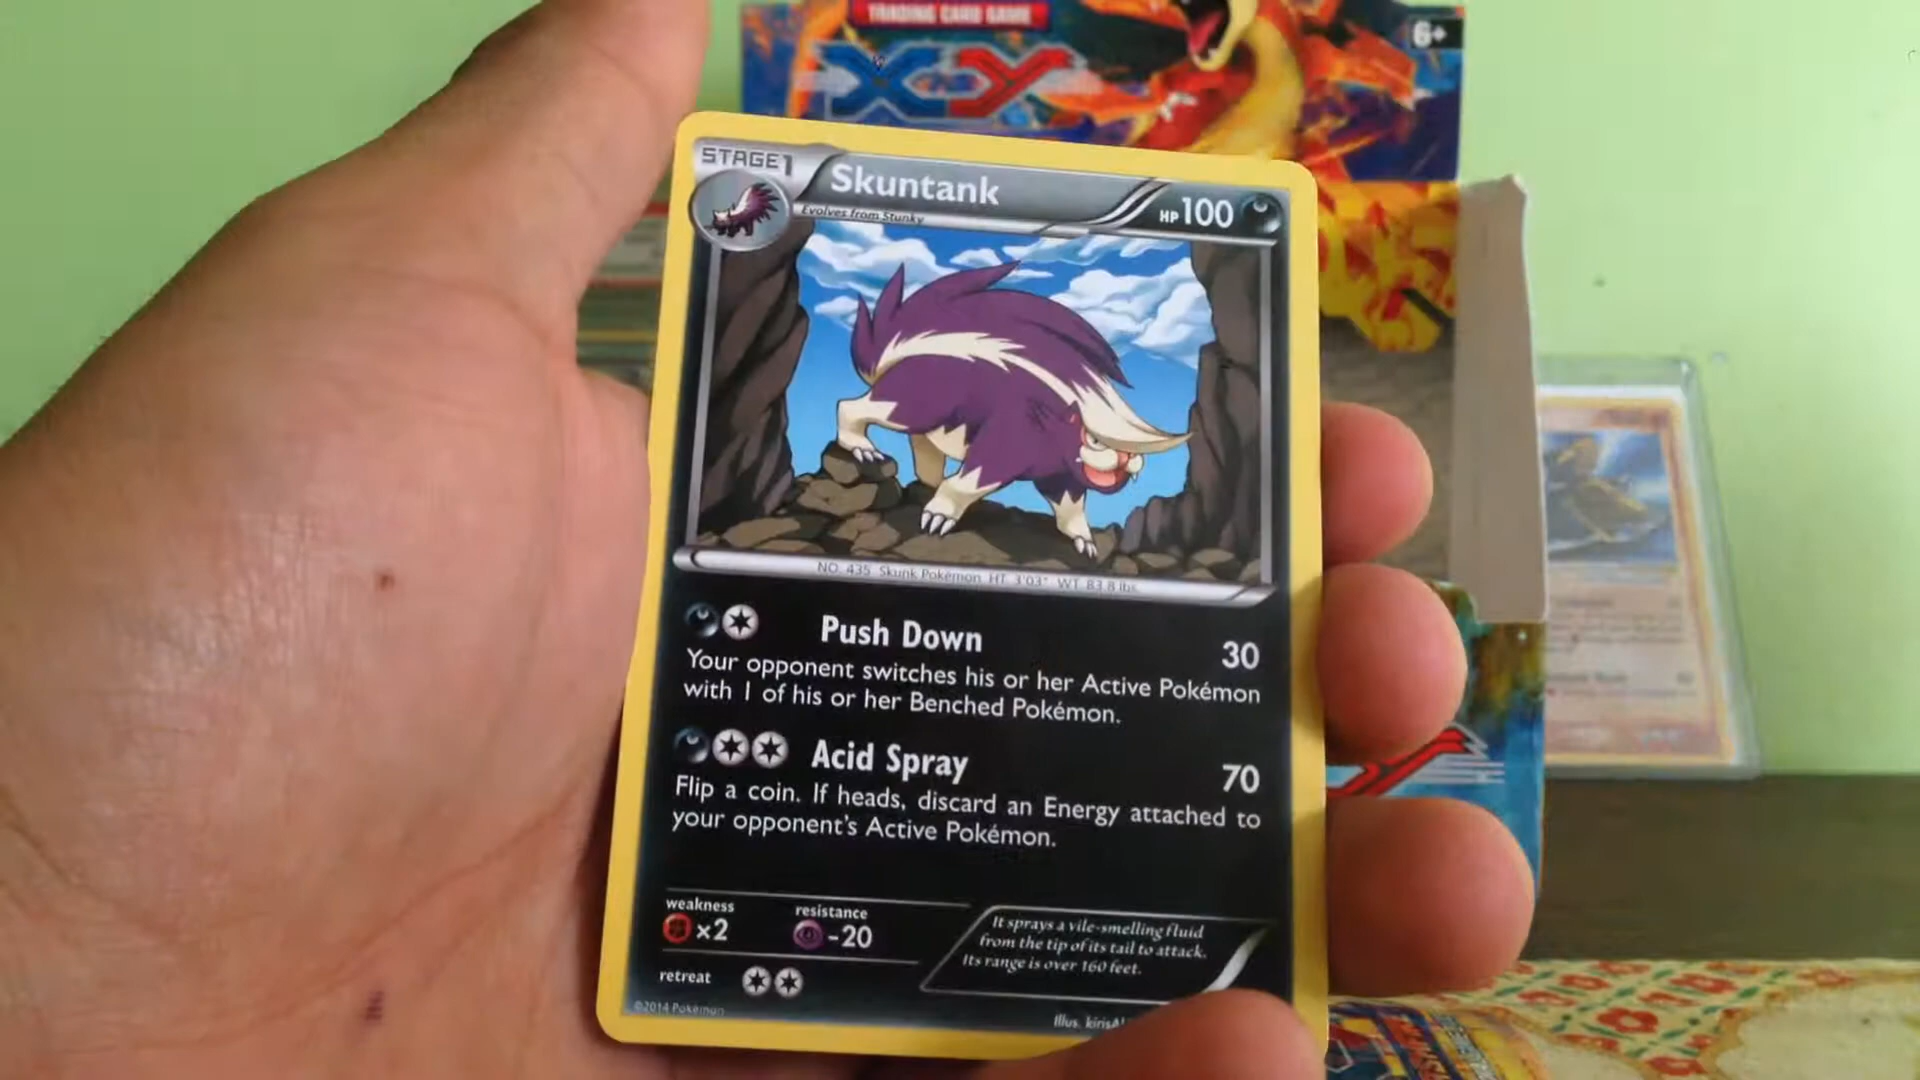 TRADING CARD GAME
XY
6+
STAGE1
Skuntank
Evolves from Stunky
HP100
NO. 435 Skunk Pokémon HT 3'03" WT 83.8 lbs.
Push Down 30
Your opponent switches his or her Active Pokémon
with 1 of his or her Benched Pokémon.
Acid Spray 70
Flip a coin. If heads, discard an Energy attached to
your opponent's Active Pokémon.
weakness
×2
resistance
-20
It sprays a vile-smelling fluid
from the tip of its tail to attack.
Its range is over 160 feet.
retreat
©2014 Pokémon
Illus.